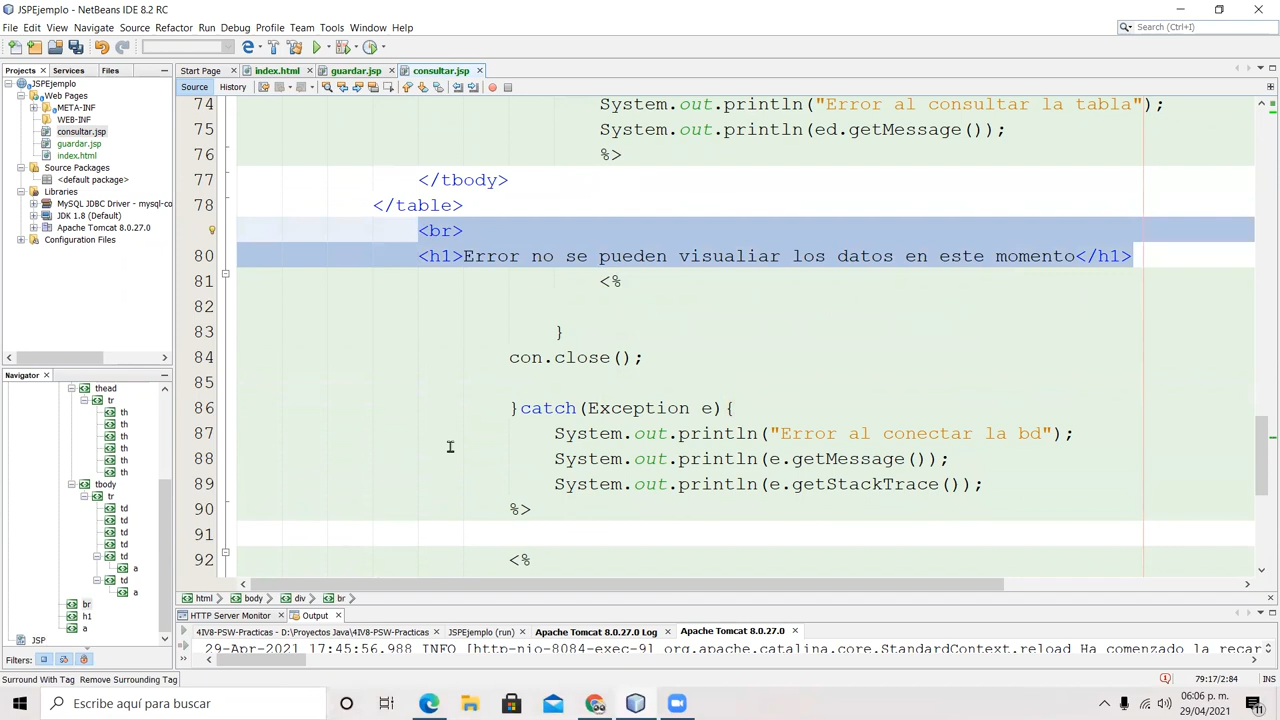 JSPEjemplo - NetBeans IDE 8.2 RC
File Edit View Navigate Source Refactor Run Debug Profile Team Tools Window Help
Search (Ctrl+I)
Projects Services Files
Start Page index.html guardar.jsp consultar.jsp
Source History
JSPEjemplo
Web Pages
META-INF
WEB-INF
consultar.jsp
guardar.jsp
index.html
Source Packages
<default package>
Libraries
MySQL JDBC Driver - mysql-co
JDK 1.8 (Default)
Apache Tomcat 8.0.27.0
Configuration Files
74 System.out.println("Error al consultar la tabla");
75 System.out.println(ed.getMessage());
76 %>
77 </tbody>
78 </table>
<br>
80 <h1>Error no se pueden visualiar los datos en este momento</h1>
81 <%
82
83 }
84 con.close();
85
86 }catch(Exception e){
87 System.out.println("Error al conectar la bd");
88 System.out.println(e.getMessage());
89 System.out.println(e.getStackTrace());
90 %>
91
92 <%
Navigator
thead
tr
th
th
th
th
th
th
tbody
tr
td
td
td
td
td
a
td
a
br
h1
a
JSP
Filters:
html body div br
HTTP Server Monitor Output
4IV8-PSW-Practicas - D:\Proyectos Java\4IV8-PSW-Practicas JSPEjemplo (run) Apache Tomcat 8.0.27.0 Log Apache Tomcat 8.0.27.0
29-Apr-2021 17:45:56.988 INFO [http-nio-8084-exec-9] org.apache.catalina.core.StandardContext.reload Ha comenzado la recar
Surround With Tag Remove Surrounding Tag
79:17/2:84 INS
Escribe aquí para buscar
06:06 p. m.
29/04/2021
11